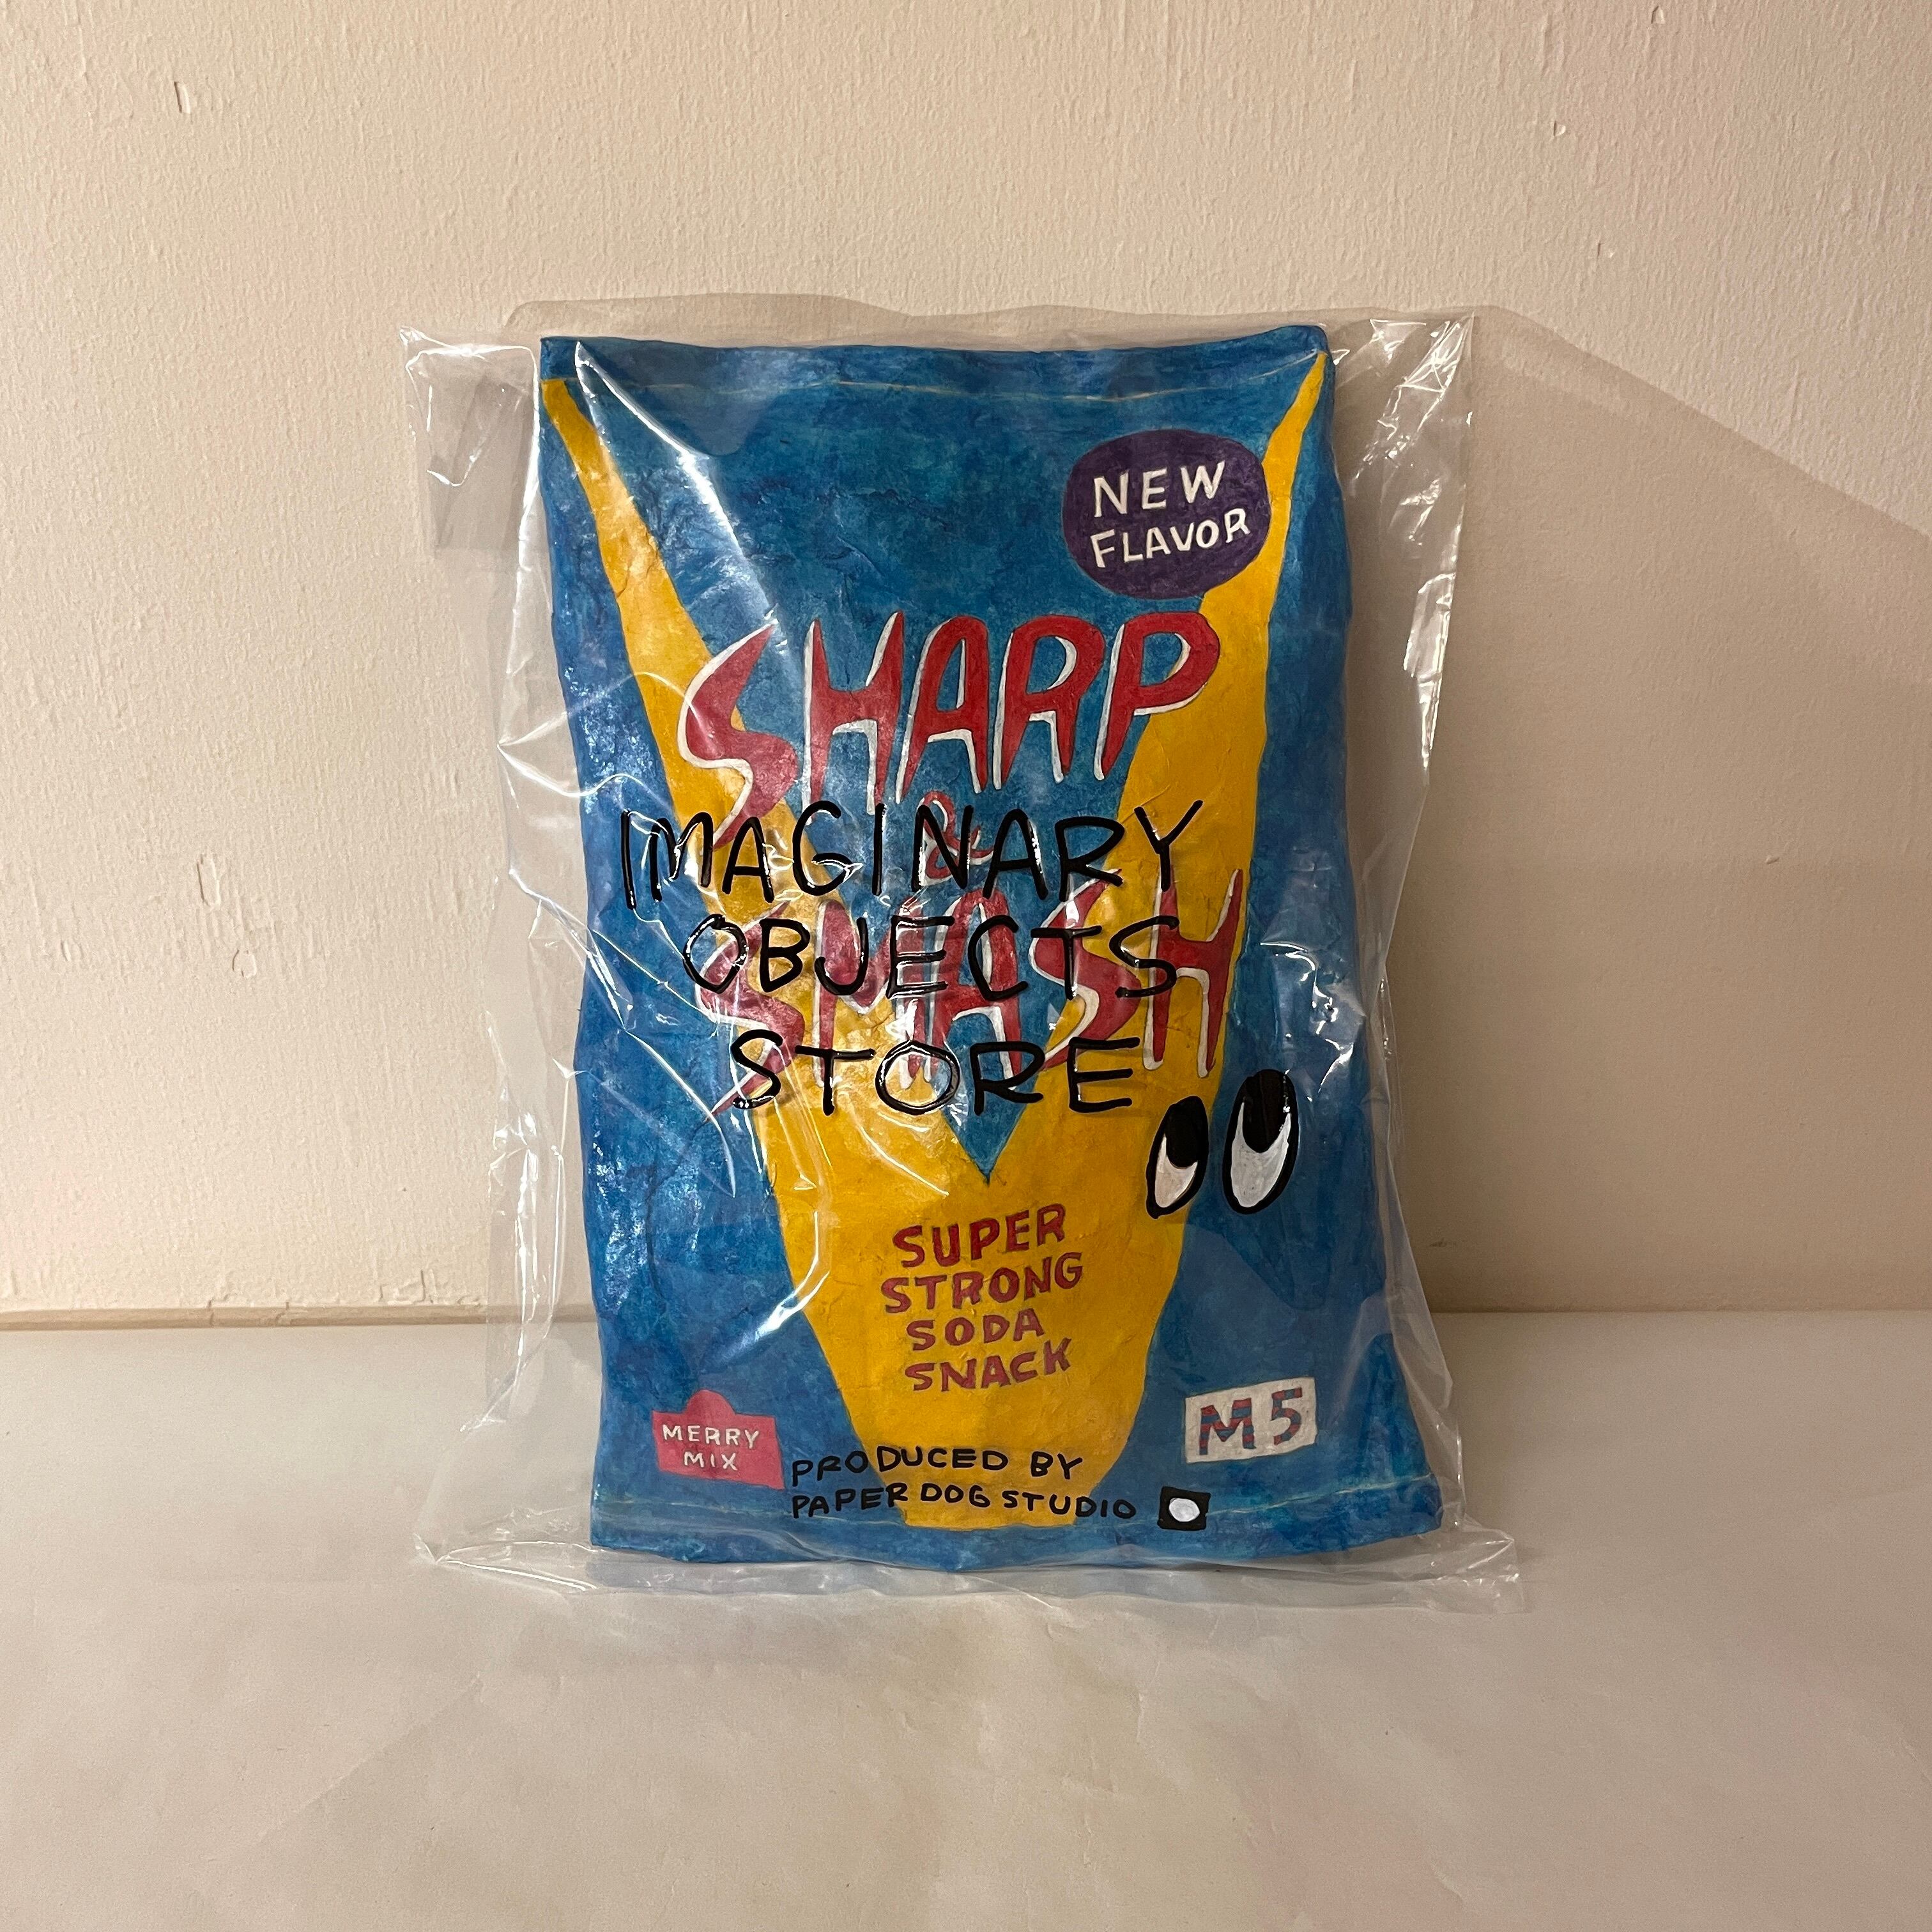 NEW
FLAVOR
SHARP
&
IMAGINARY
SMASH
OBJECTS
STORE
SUPER
STRONG
SODA
SNACK
M5
MERRY
MIX
PRODUCED BY
PAPER DOG STUDIO